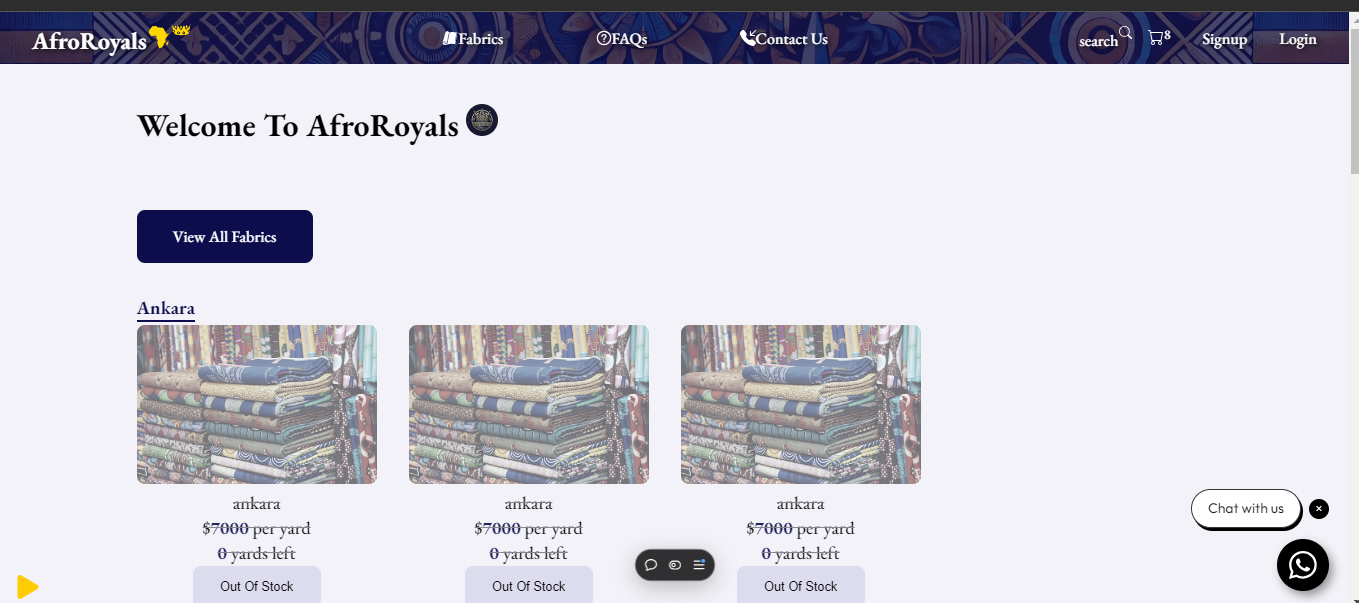 AfroRoyals
Fabrics
FAQs
Contact Us
search
8
Signup
Login
Welcome To AfroRoyals
View All Fabrics
Ankara
ankara
$7000 per yard
0 yards left
Out Of Stock
ankara
$7000 per yard
0 yards left
Out Of Stock
ankara
$7000 per yard
0 yards left
Out Of Stock
Chat with us